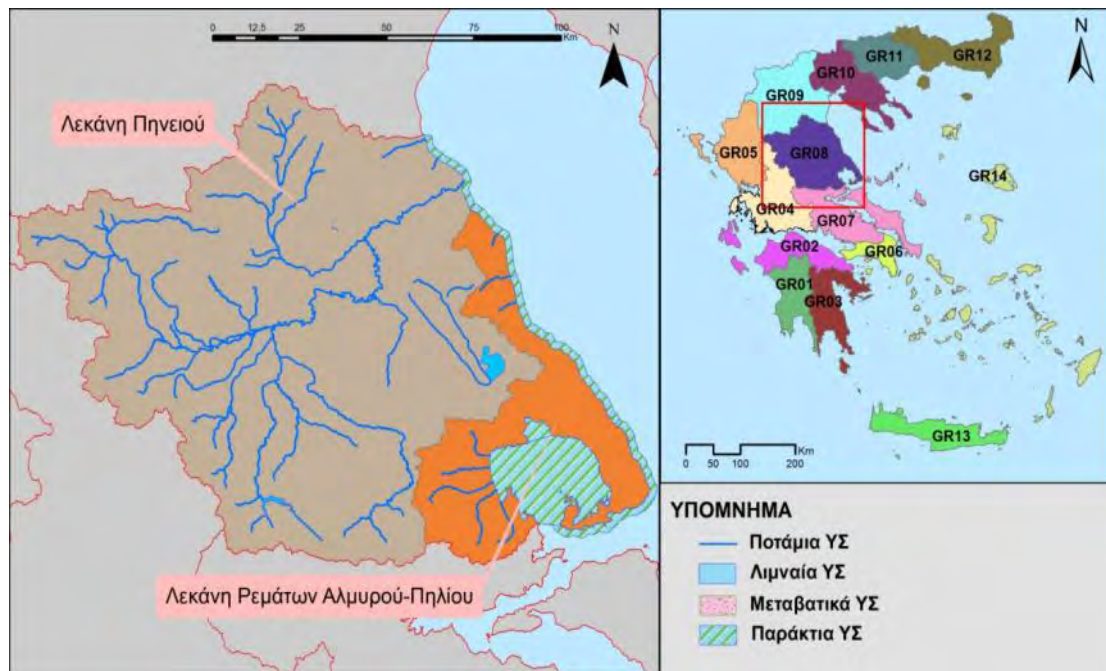 0 12.5 25 50 75 100
Km
N
Λεκάνη Πηνειού
Λεκάνη Ρεμάτων Αλμυρού-Πηλίου
N
GR12
GR11
GR10
GR09
GR05
GR08
GR14
GR04
GR07
GR02
GR06
GR01
GR03
GR13
0 50 100 200
Km
ΥΠΟΜΝΗΜΑ
Ποτάμια ΥΣ
Λιμναία ΥΣ
Μεταβατικά ΥΣ
Παράκτια ΥΣ